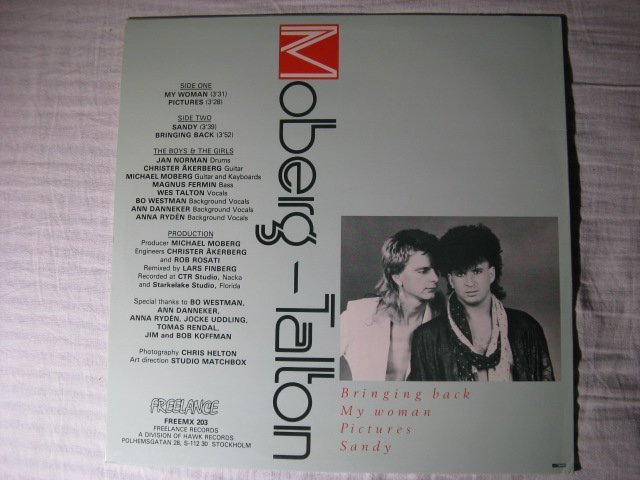 SIDE ONE
MY WOMAN (3'31)
PICTURES (3'28)
SIDE TWO
SANDY (3'39)
BRINGING BACK (3'52)
THE BOYS & THE GIRLS
JAN NORMAN Drums
CHRISTER ÅKERBERG Guitar
MICHAEL MOBERG Guitar and Keyboards
MAGNUS FERMIN Bass
WES TALTON Vocals
BO WESTMAN Background Vocals
ANN DANNEKER Background Vocals
ANNA RYDÉN Background Vocals
PRODUCTION
Producer MICHAEL MOBERG
Engineers CHRISTER ÅKERBERG
and ROB ROSATI
Remixed by LARS FINBERG
Recorded at CTR Studio, Nacka
and Starkelake Studio, Florida
Special thanks to BO WESTMAN,
ANN DANNEKER,
ANNA RYDÉN, JOCKE UDDLING,
TOMAS RENDAL,
JIM and BOB KOFFMAN
Photography CHRIS HELTON
Art direction STUDIO MATCHBOX
FREELANCE
FREEMX 203
FREELANCE RECORDS
A DIVISION OF HAWK RECORDS
POLHEMSGATAN 28, S-112 30 STOCKHOLM
Moberg – Talton
Bringing back
My woman
Pictures
Sandy